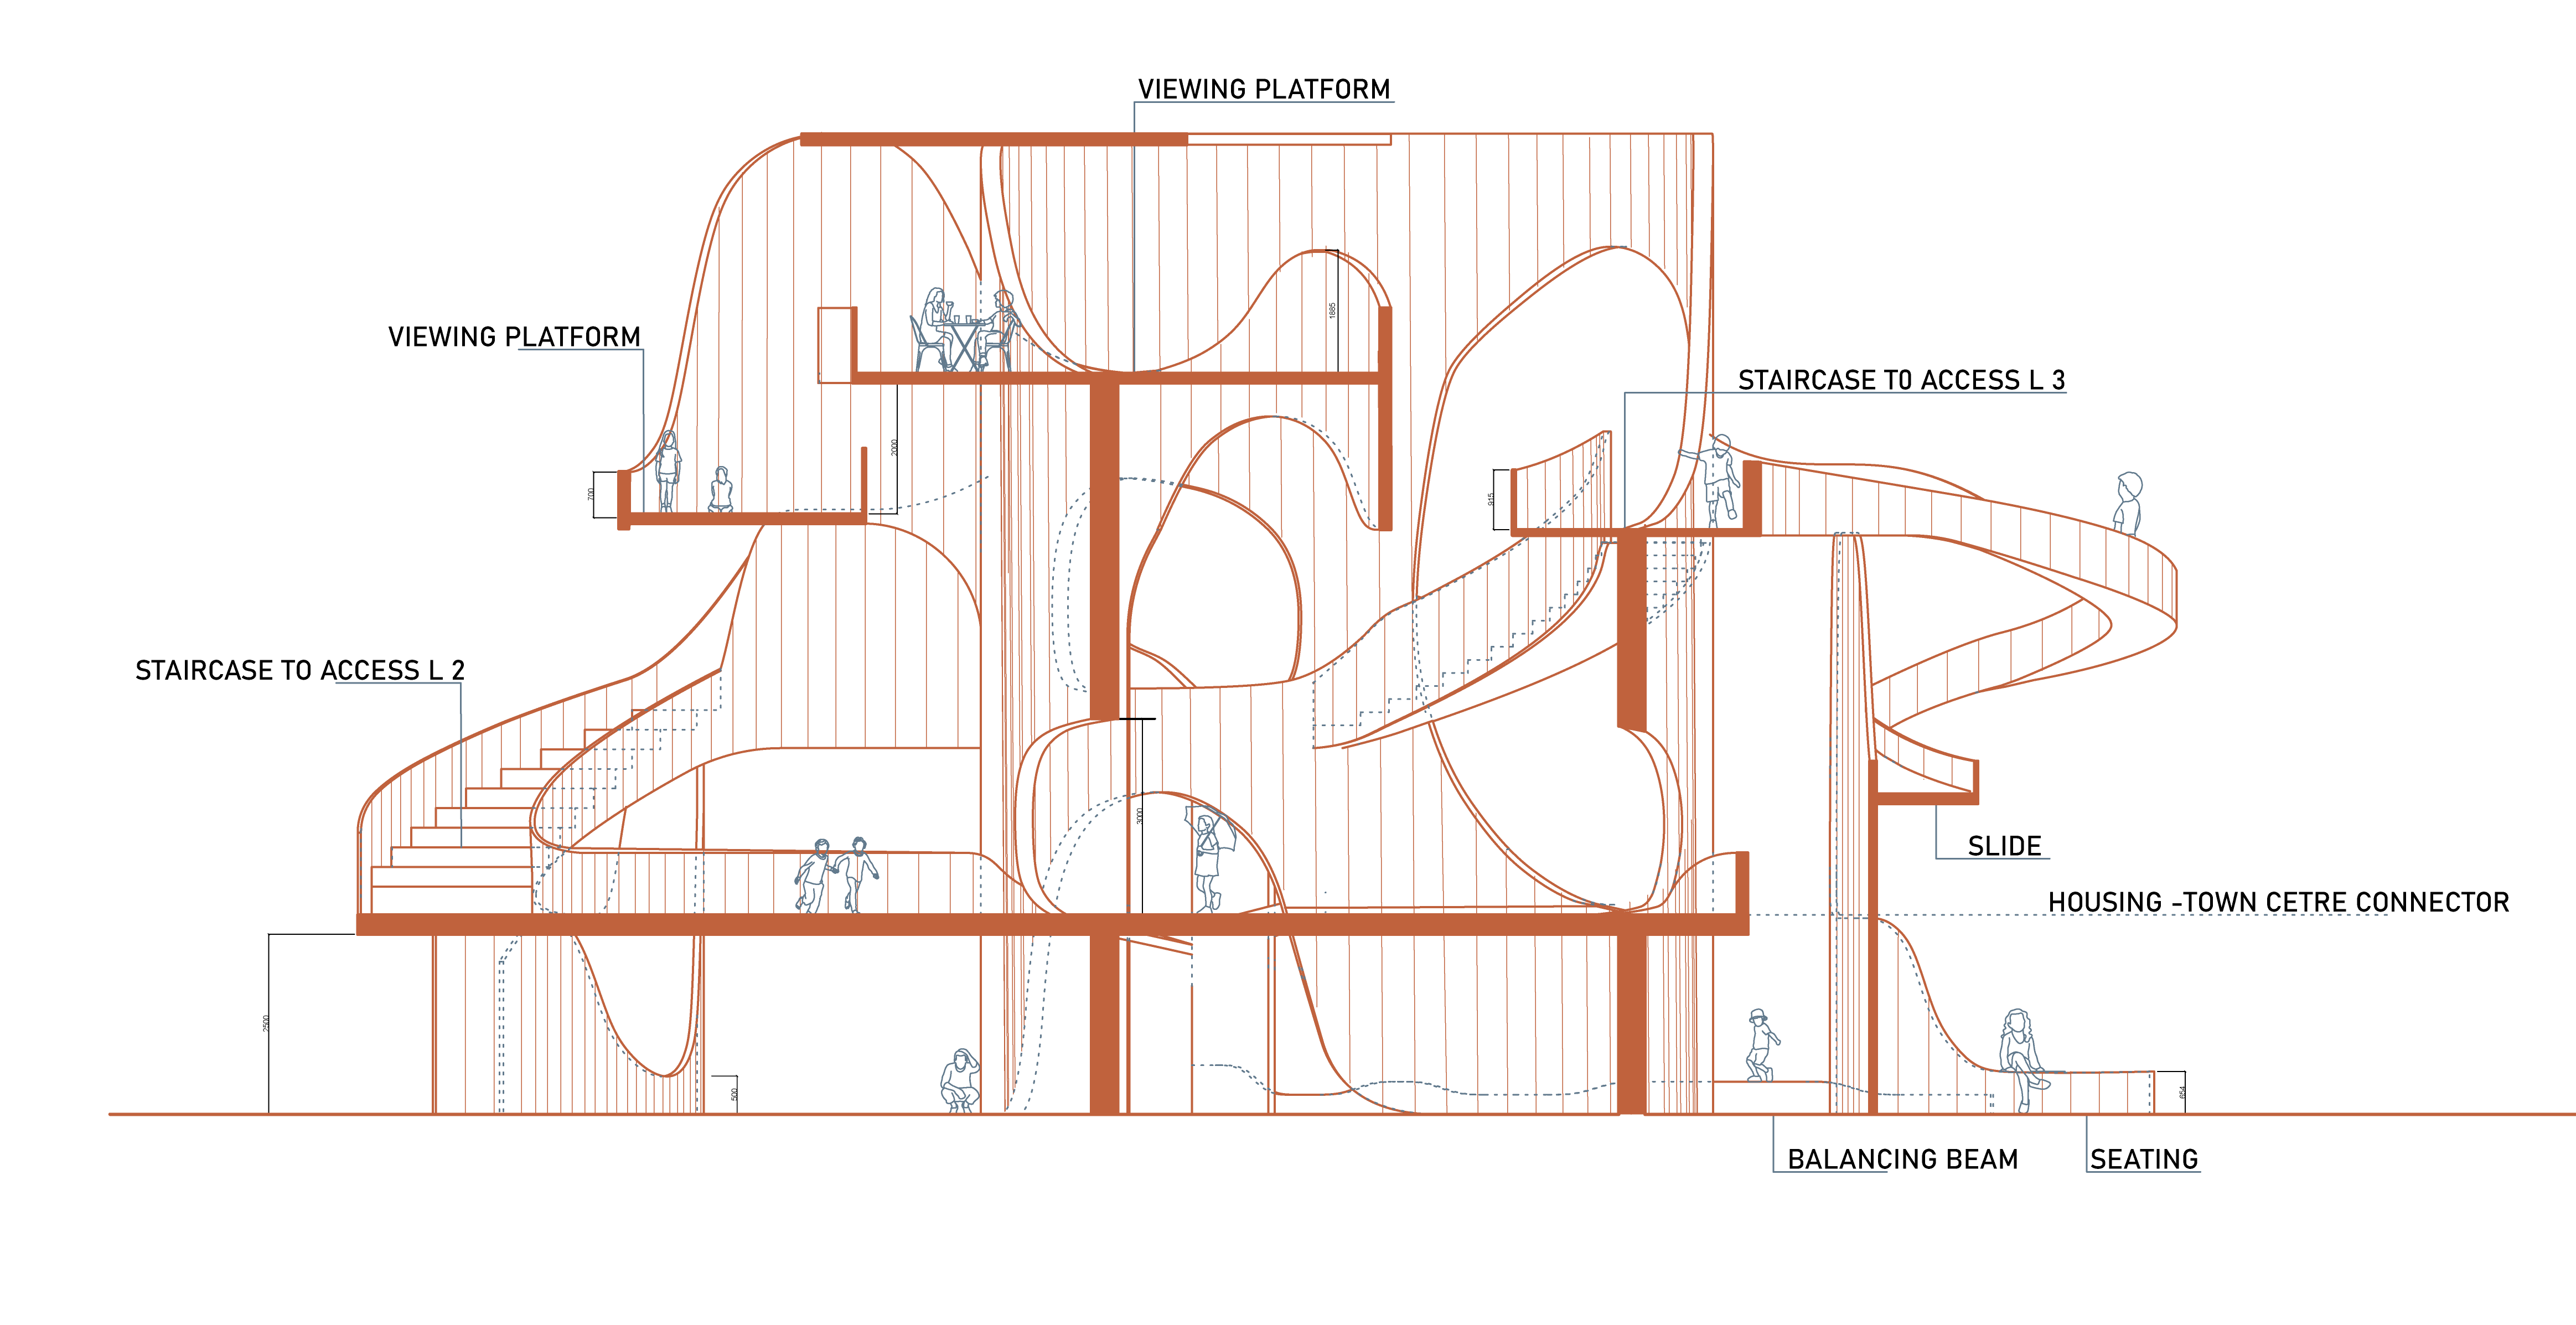 VIEWING PLATFORM
1885
VIEWING PLATFORM
STAIRCASE TO ACCESS L 3
2000
700
915
STAIRCASE TO ACCESS L 2
3000
SLIDE
HOUSING -TOWN CETRE CONNECTOR
2500
500
654
BALANCING BEAM
SEATING